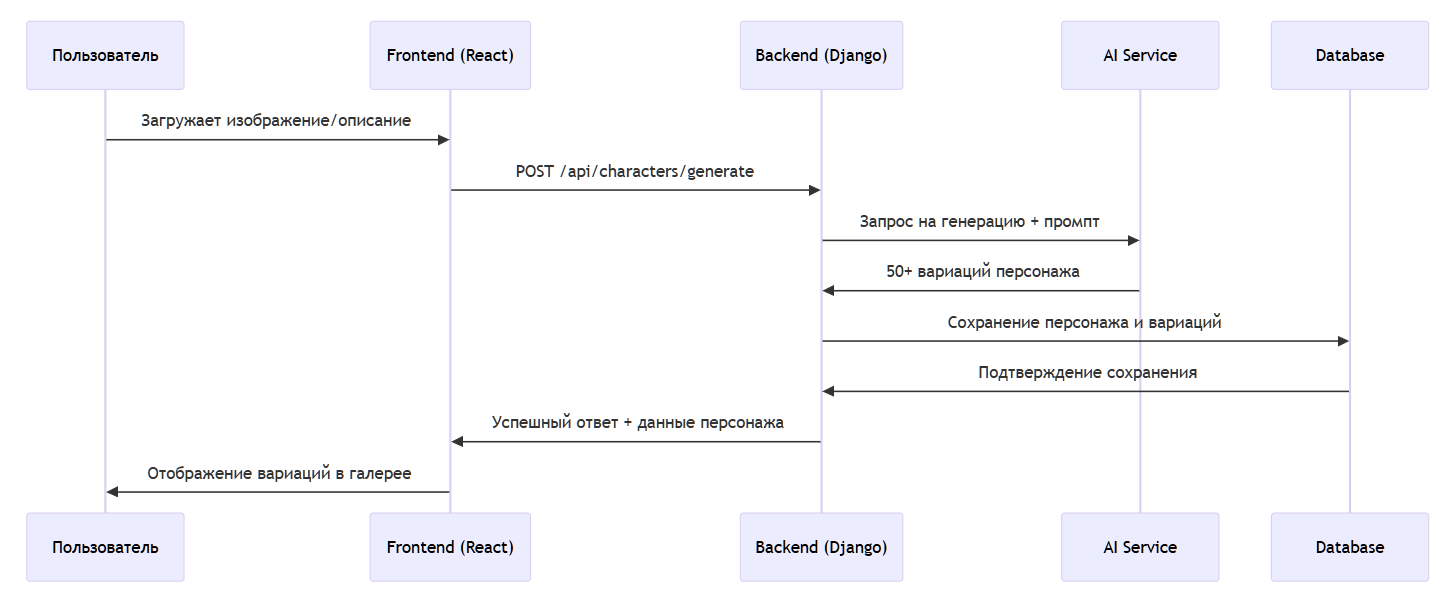 Пользователь
Frontend (React)
Backend (Django)
AI Service
Database
Загружает изображение/описание
POST /api/characters/generate
Запрос на генерацию + промпт
50+ вариаций персонажа
Сохранение персонажа и вариаций
Подтверждение сохранения
Успешный ответ + данные персонажа
Отображение вариаций в галерее
Пользователь
Frontend (React)
Backend (Django)
AI Service
Database